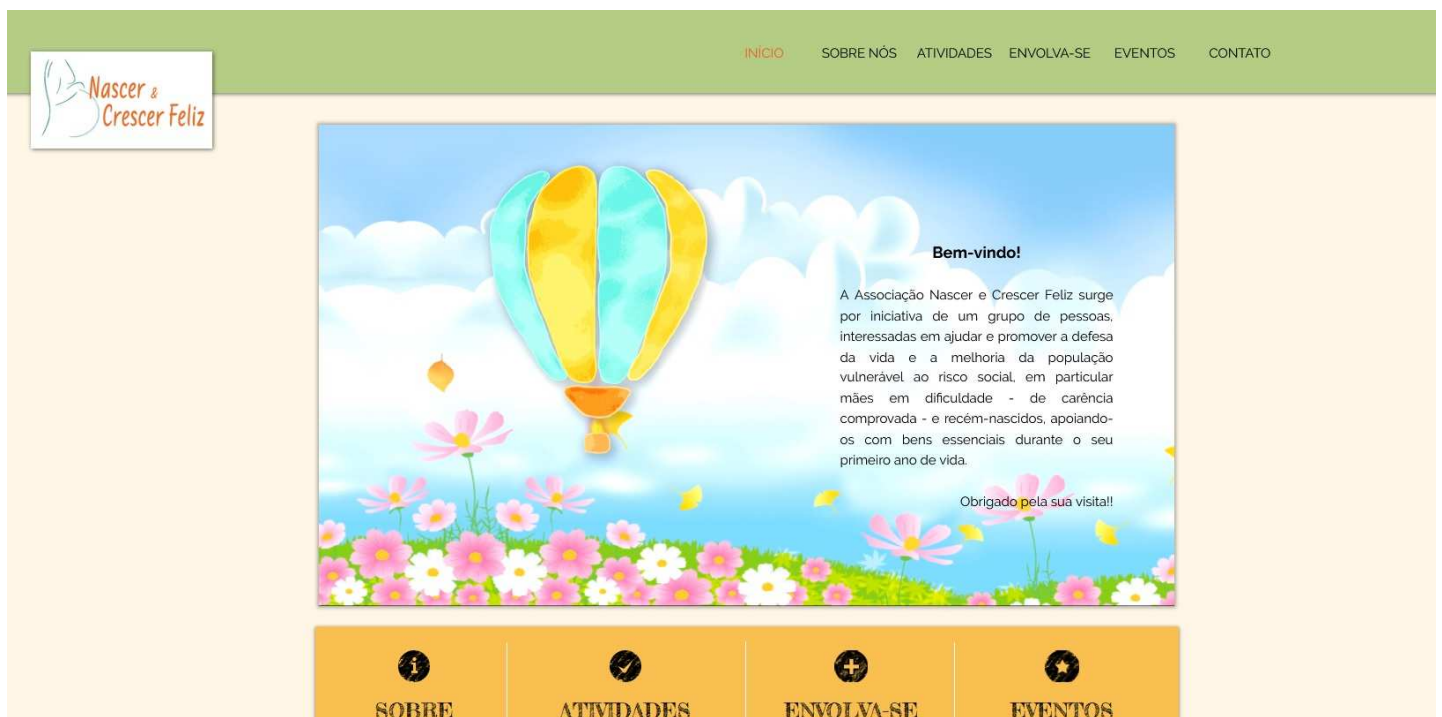 INÍCIO SOBRE NÓS ATIVIDADES ENVOLVA-SE EVENTOS CONTATO
Nascer &
Crescer Feliz
Bem-vindo!
A Associação Nascer e Crescer Feliz surge
por iniciativa de um grupo de pessoas,
interessadas em ajudar e promover a defesa
da vida e a melhoria da população
vulnerável ao risco social, em particular
mães em dificuldade - de carência
comprovada - e recém-nascidos, apoiando-
os com bens essenciais durante o seu
primeiro ano de vida.
Obrigado pela sua visita!!
SOBRE ATIVIDADES ENVOLVA-SE EVENTOS